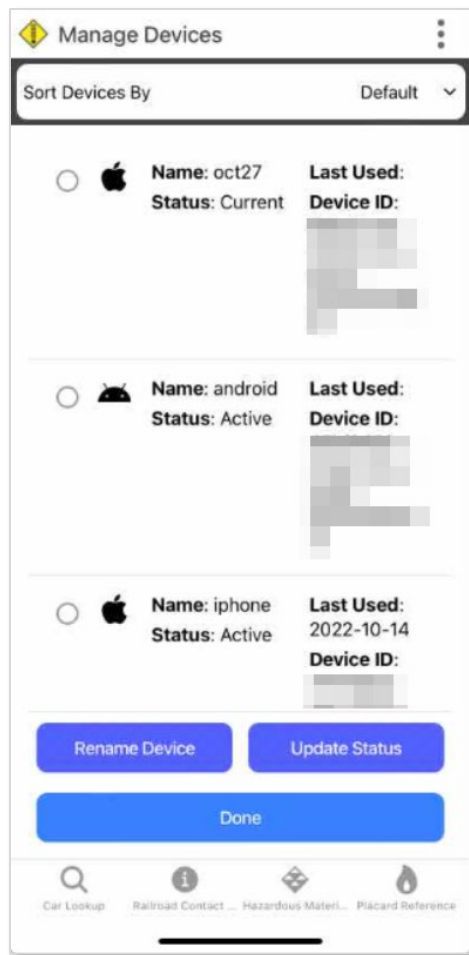 Manage Devices
Sort Devices By Default
Name: oct27 Last Used:
Status: Current Device ID:
Name: android Last Used:
Status: Active Device ID:
Name: iphone Last Used:
Status: Active 2022-10-14
Device ID:
Rename Device Update Status
Done
Car Lookup Railroad Contact ... Hazardous Materi... Placard Reference